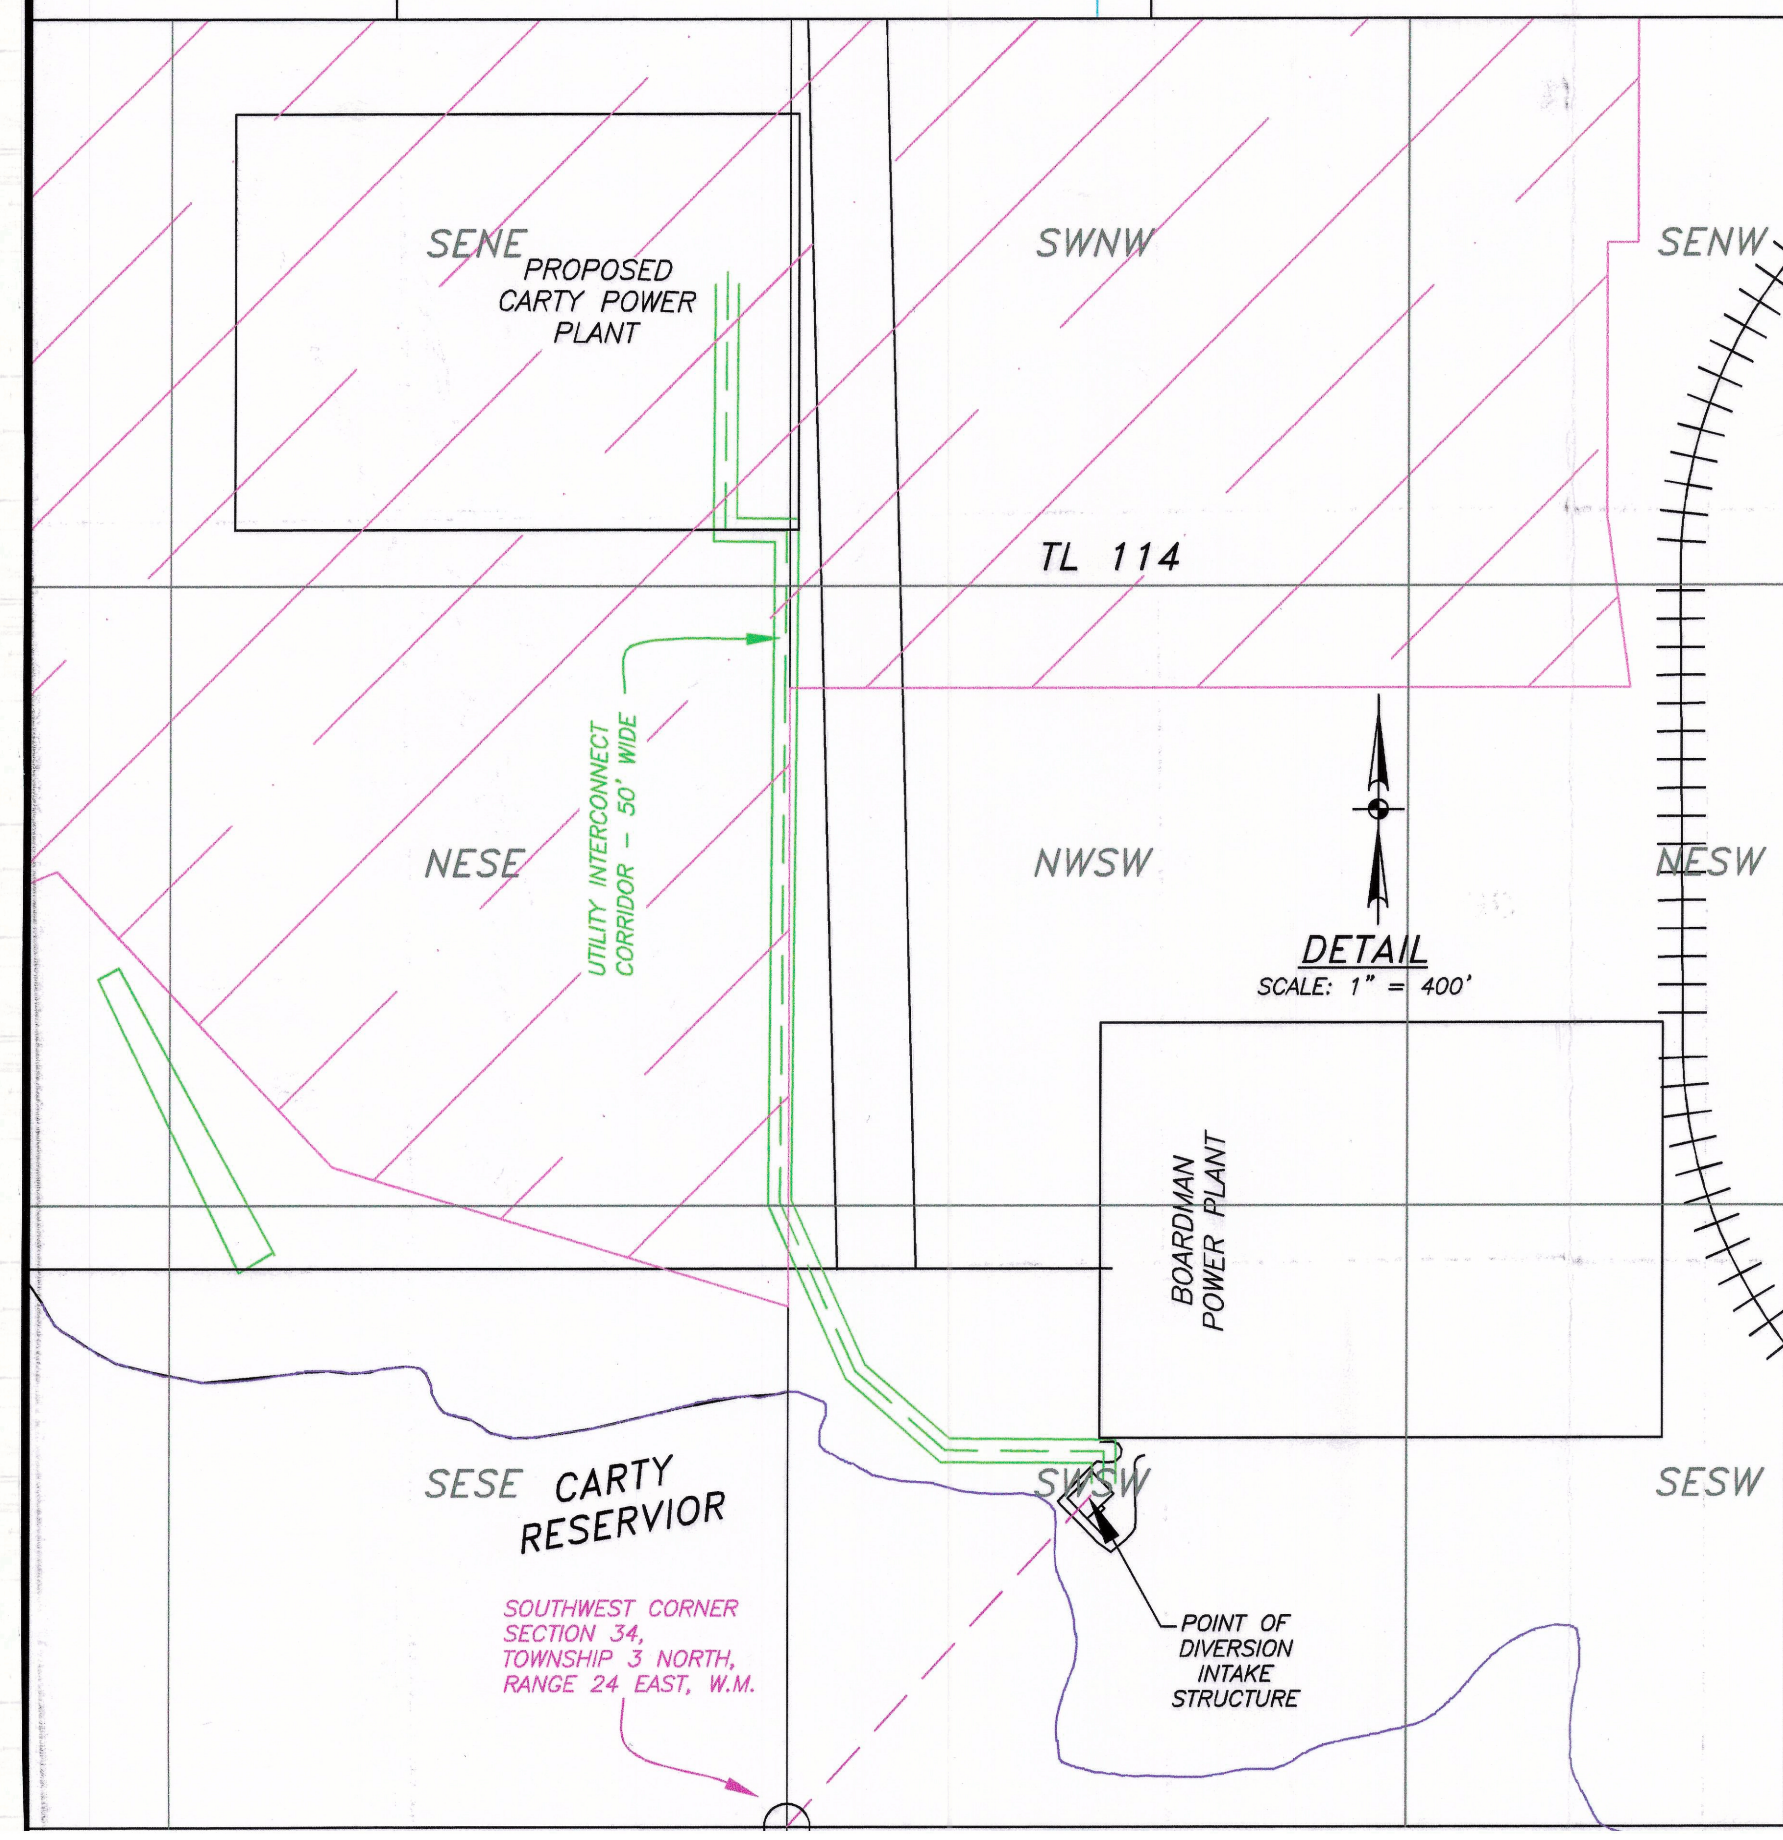 SENE
SWNW
SENW
PROPOSED
CARTY POWER
PLANT
TL 114
UTILITY INTERCONNECT
CORRIDOR – 50' WIDE
NESE
NWSW
NESW
DETAIL
SCALE: 1" = 400'
BOARDMAN
POWER PLANT
SESE
CARTY
RESERVIOR
SWSW
SESW
SOUTHWEST CORNER
SECTION 34,
TOWNSHIP 3 NORTH,
RANGE 24 EAST, W.M.
POINT OF
DIVERSION
INTAKE
STRUCTURE